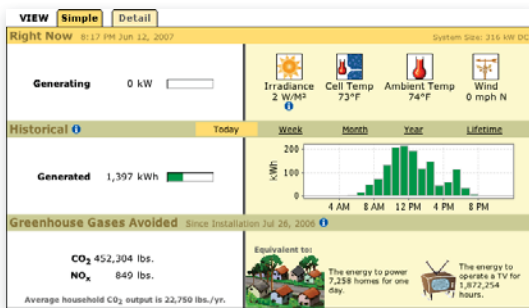 VIEW Simple Detail
Right Now 8:17 PM Jun 12, 2007 System Size: 316 kW DC
Generating 0 kW
Irradiance Cell Temp Ambient Temp Wind
2 W/M² 73°F 74°F 0 mph N
Historical Today Week Month Year Lifetime
Generated 1,397 kWh
kWh
200
100
0
4 AM 8 AM 12 PM 4 PM 8 PM
Greenhouse Gases Avoided Since Installation Jul 26, 2006
CO2 452,304 lbs.
NOx 849 lbs.
Average household CO2 output is 22,750 lbs./yr.
Equivalent to:
The energy to power
7,258 homes for one
day.
The energy to
operate a TV for
1,872,254
hours.